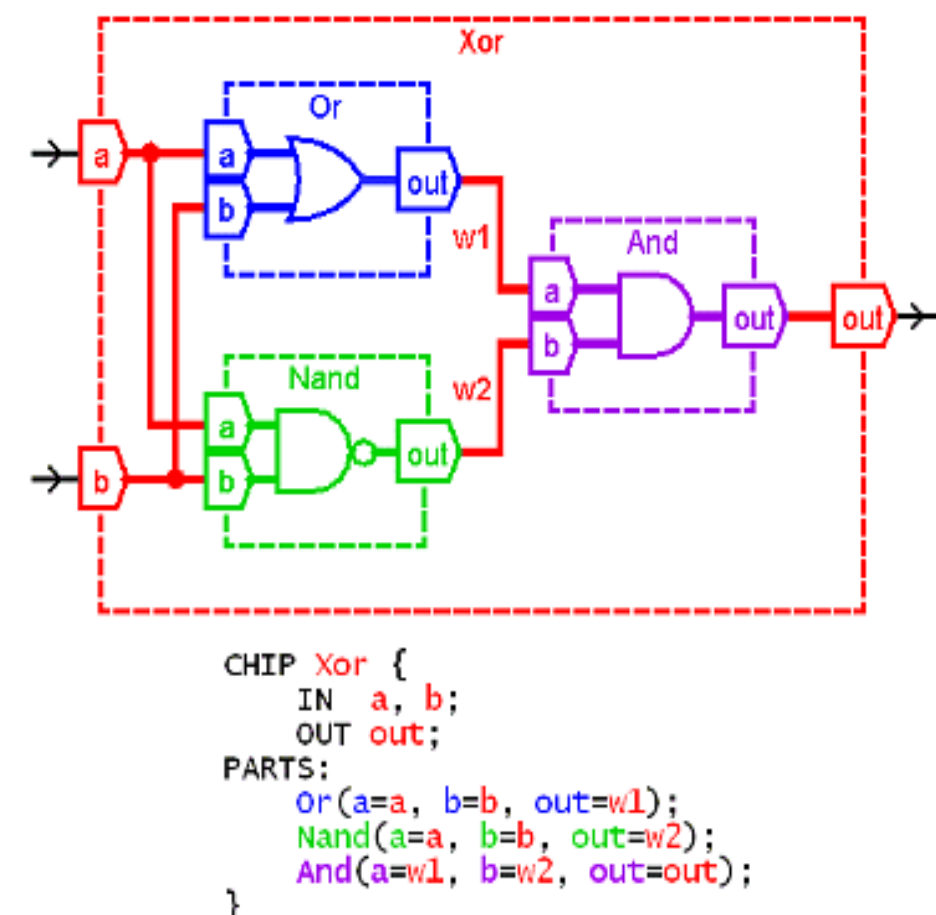 Xor
Or
a
a
out
b
w1
And
a
out
out
b
Nand
w2
a
out
b
b
CHIP Xor {
    IN  a, b;
    OUT out;
PARTS:
    Or(a=a, b=b, out=w1);
    Nand(a=a, b=b, out=w2);
    And(a=w1, b=w2, out=out);
}